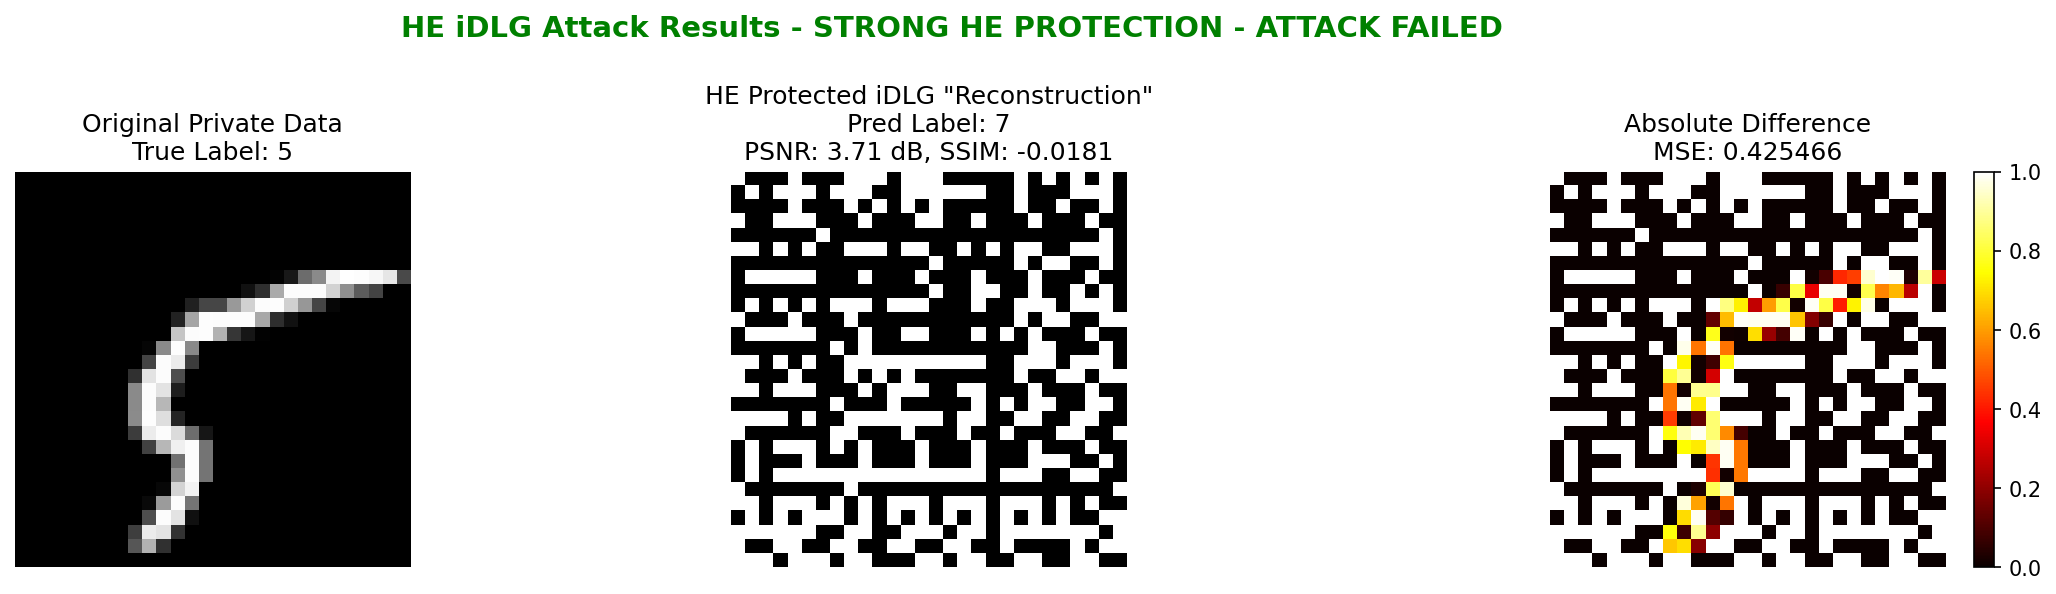 HE iDLG Attack Results - STRONG HE PROTECTION - ATTACK FAILED
Original Private Data
True Label: 5
HE Protected iDLG "Reconstruction"
Pred Label: 7
PSNR: 3.71 dB, SSIM: -0.0181
Absolute Difference
MSE: 0.425466
1.0
0.8
0.6
0.4
0.2
0.0